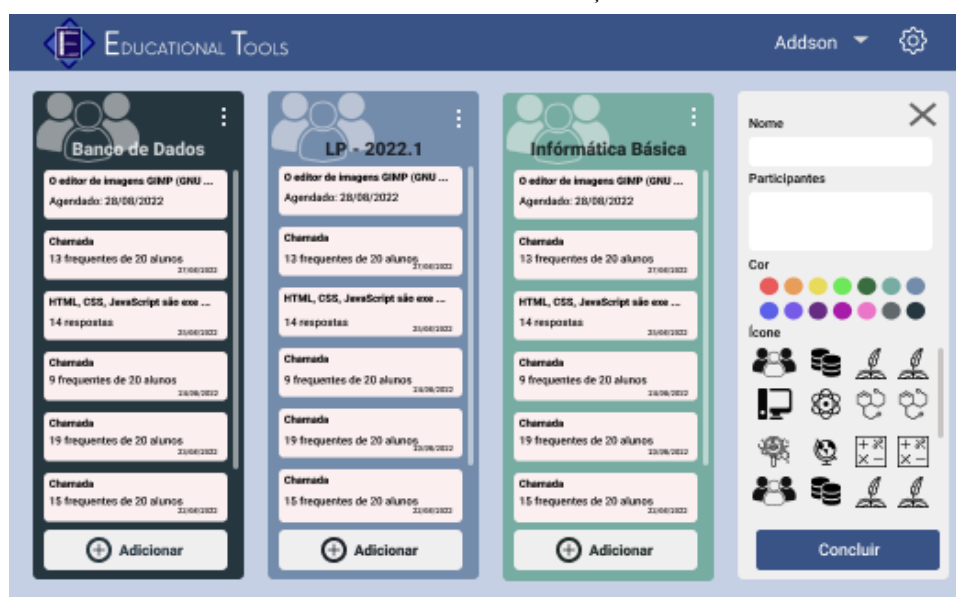 EDUCATIONAL TOOLS
Addson
Banco de Dados
O editor de imagens GIMP (GNU ...
Agendado: 28/08/2022
Chamada
13 frequentes de 20 alunos
HTML, CSS, JavaScript são exe ...
14 respostas
Chamada
9 frequentes de 20 alunos
Chamada
19 frequentes de 20 alunos
Chamada
15 frequentes de 20 alunos
Adicionar
LP - 2022.1
O editor de imagens GIMP (GNU ...
Agendado: 28/08/2022
Chamada
13 frequentes de 20 alunos
HTML, CSS, JavaScript são exe ...
14 respostas
Chamada
9 frequentes de 20 alunos
Chamada
19 frequentes de 20 alunos
Chamada
15 frequentes de 20 alunos
Adicionar
Infórmática Básica
O editor de imagens GIMP (GNU ...
Agendado: 28/08/2022
Chamada
13 frequentes de 20 alunos
HTML, CSS, JavaScript são exe ...
14 respostas
Chamada
9 frequentes de 20 alunos
Chamada
19 frequentes de 20 alunos
Chamada
15 frequentes de 20 alunos
Adicionar
Nome
Participantes
Cor
Ícone
Concluir